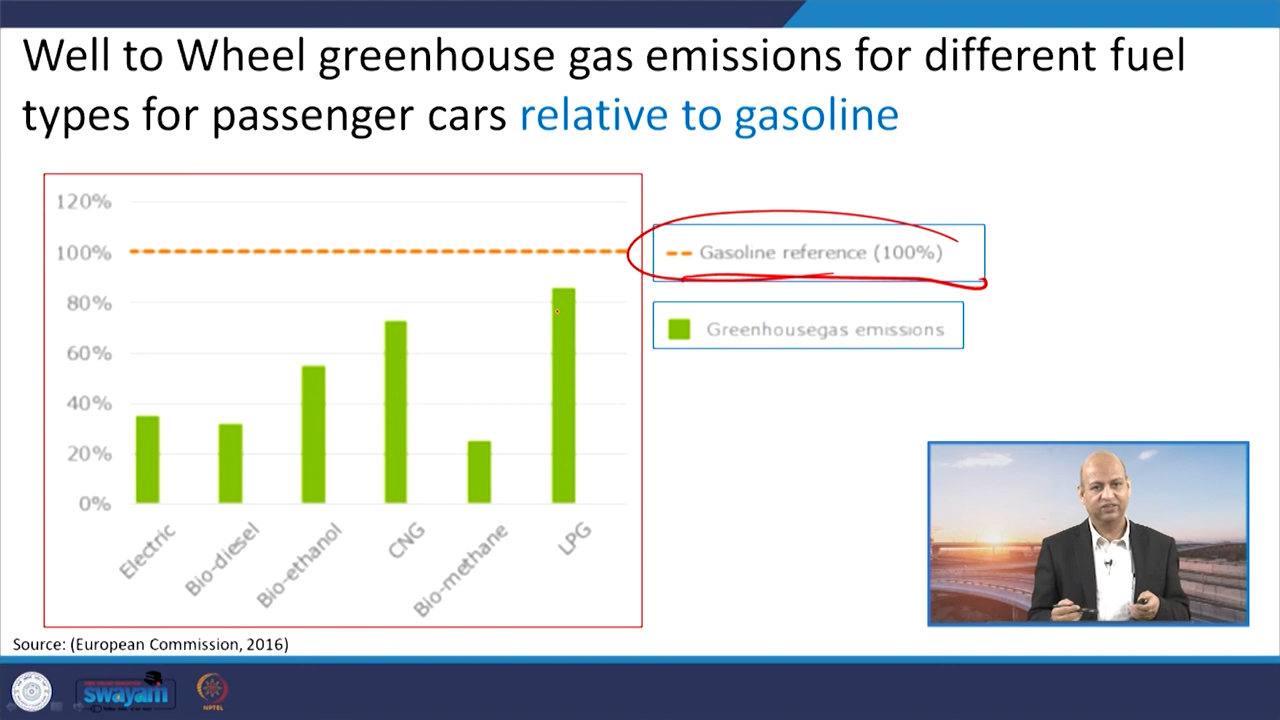 Well to Wheel greenhouse gas emissions for different fuel
types for passenger cars relative to gasoline
120%
100%
80%
60%
40%
20%
0%
Electric
Bio-diesel
Bio-ethanol
CNG
Bio-methane
LPG
Gasoline reference (100%)
Greenhousegas emissions
Source: (European Commission, 2016)
swayam
NPTEL